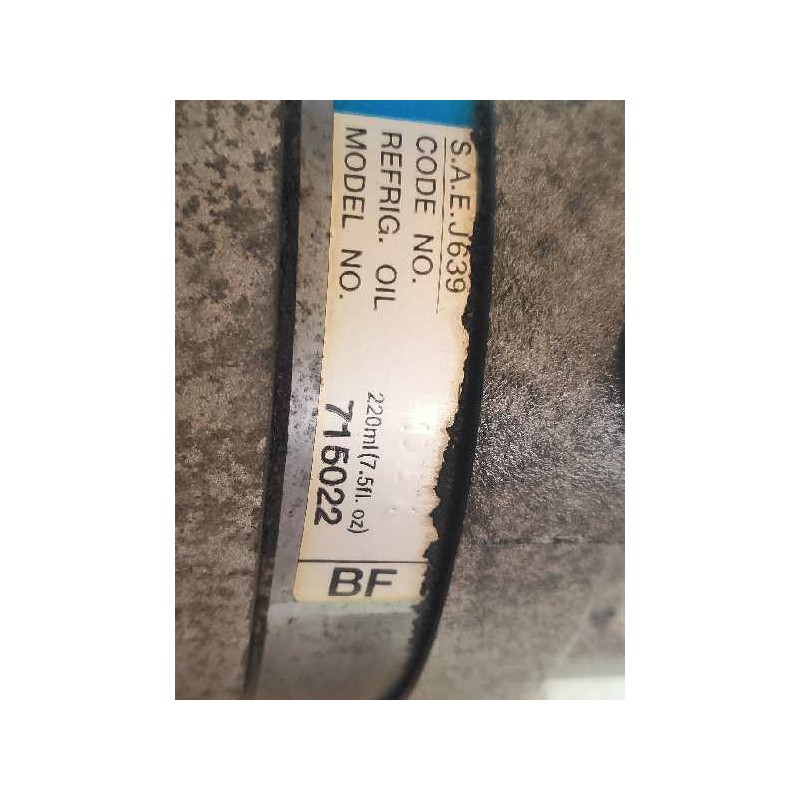 S.A.E.J639
CODE NO.
REFRIG. OIL 220ml(7.5fl. oz)
MODEL NO. 715022
BF